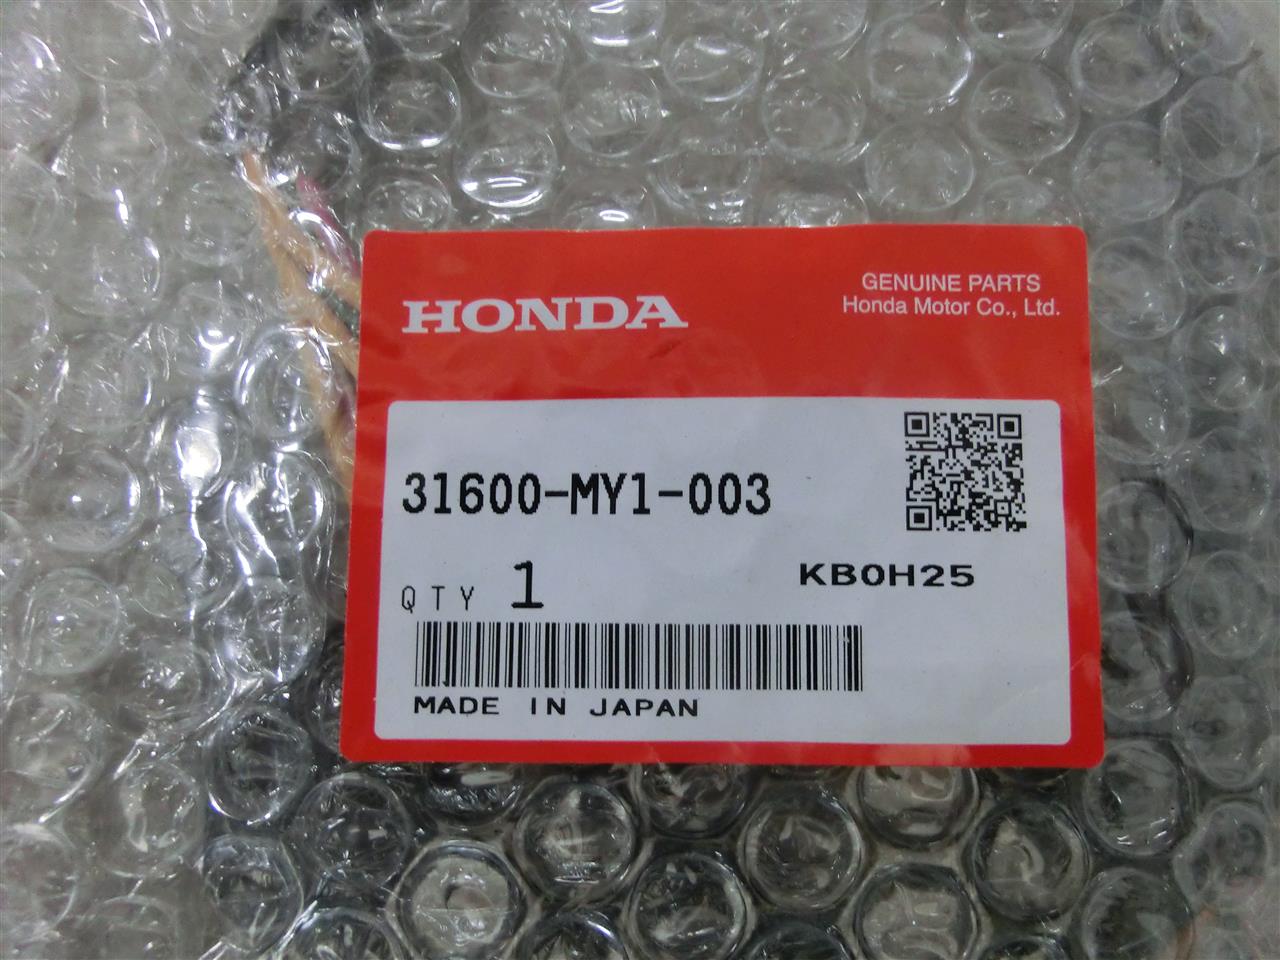 HONDA
GENUINE PARTS
Honda Motor Co., Ltd.
31600-MY1-003
QTY 1
KB0H25
MADE IN JAPAN